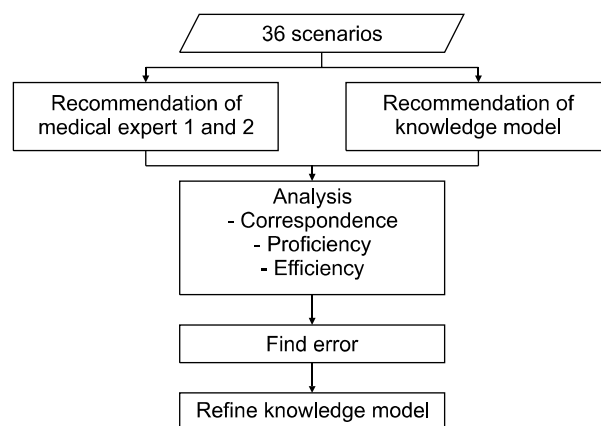 36 scenarios
Recommendation of
medical expert 1 and 2
Recommendation of
knowledge model
Analysis
- Correspondence
- Proficiency
- Efficiency
Find error
Refine knowledge model